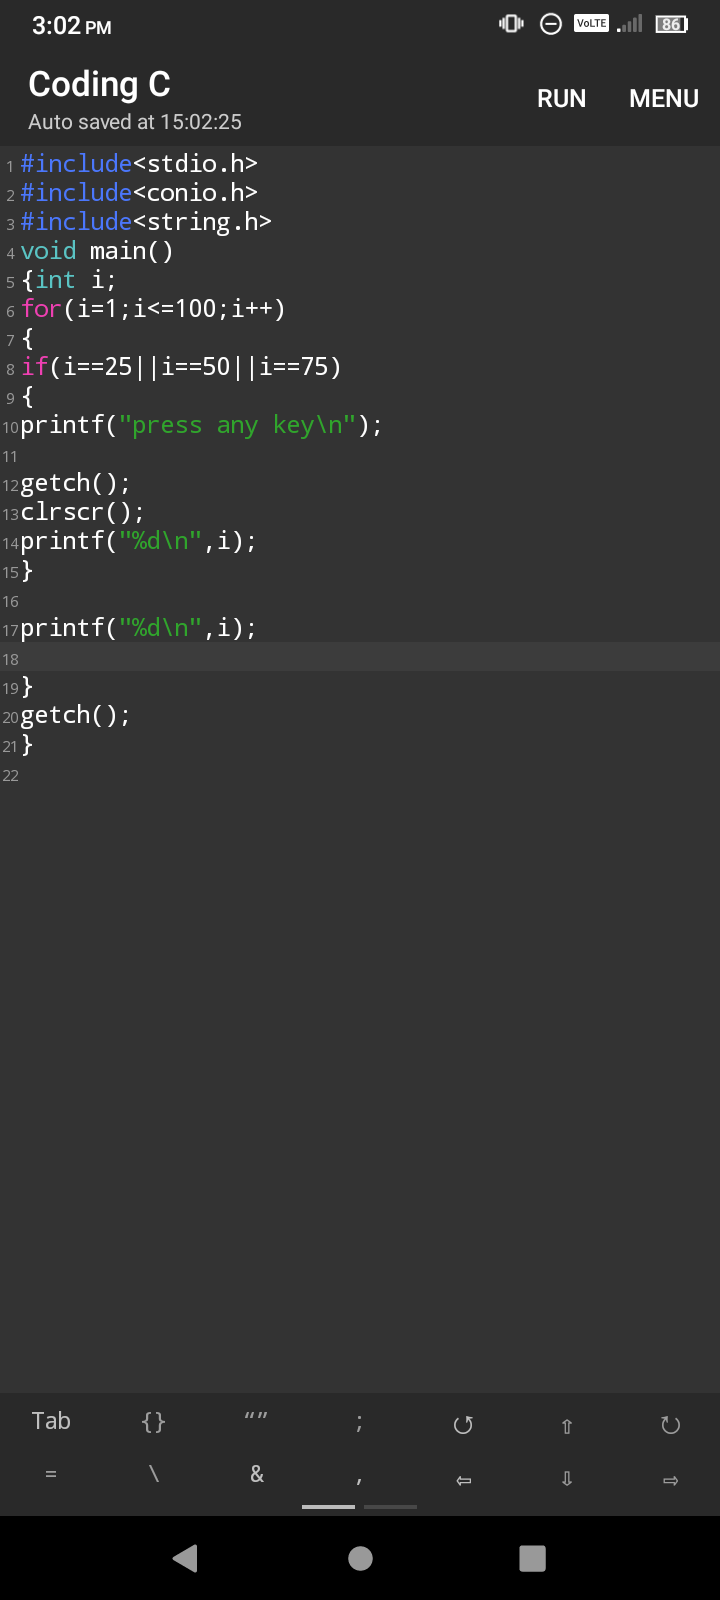 3:02 PM VoLTE 86
Coding C
RUN MENU
Auto saved at 15:02:25
1 #include<stdio.h>
2 #include<conio.h>
3 #include<string.h>
4 void main()
5 {int i;
6 for(i=1;i<=100;i++)
7 {
8 if(i==25||i==50||i==75)
9 {
10 printf("press any key\n");
11
12 getch();
13 clrscr();
14 printf("%d\n",i);
15 }
16
17 printf("%d\n",i);
18
19 }
20 getch();
21 }
22
Tab {} “” ; ↺ ⇧ ↻
= \ & , ⇦ ⇩ ⇨